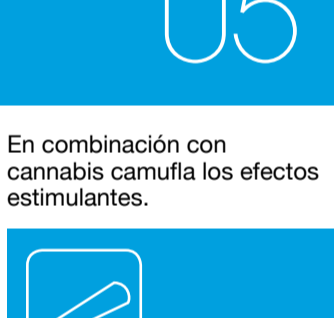 05
En combinación con
cannabis camufla los efectos
estimulantes.